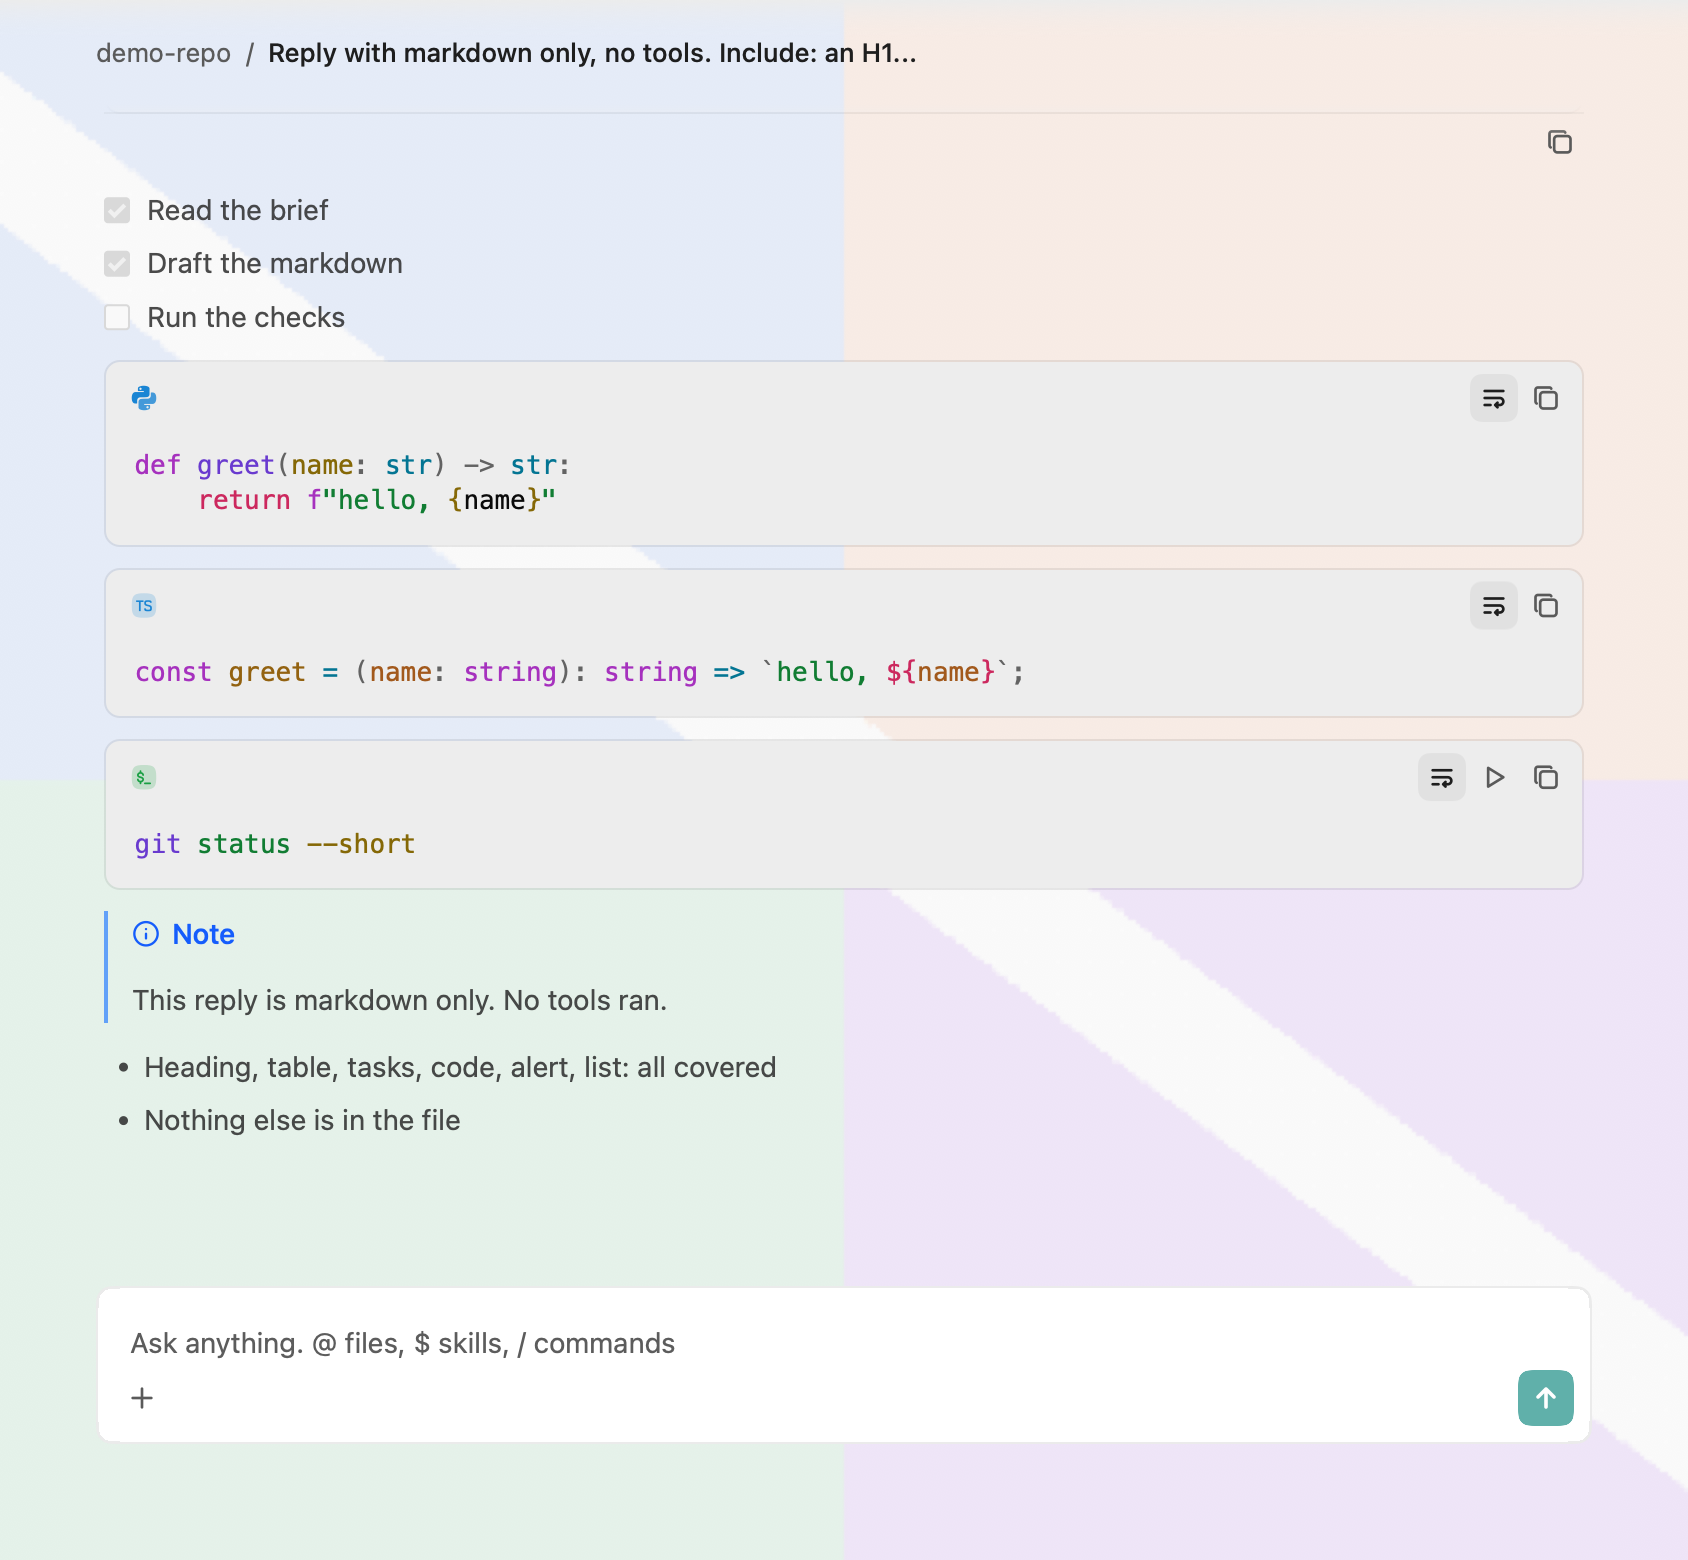 demo-repo / Reply with markdown only, no tools. Include: an H1...
Read the brief
Draft the markdown
Run the checks
def greet(name: str) -> str:
    return f"hello, {name}"
TS
const greet = (name: string): string => `hello, ${name}`;
$_
git status --short
Note
This reply is markdown only. No tools ran.
• Heading, table, tasks, code, alert, list: all covered
• Nothing else is in the file
Ask anything. @ files, $ skills, / commands